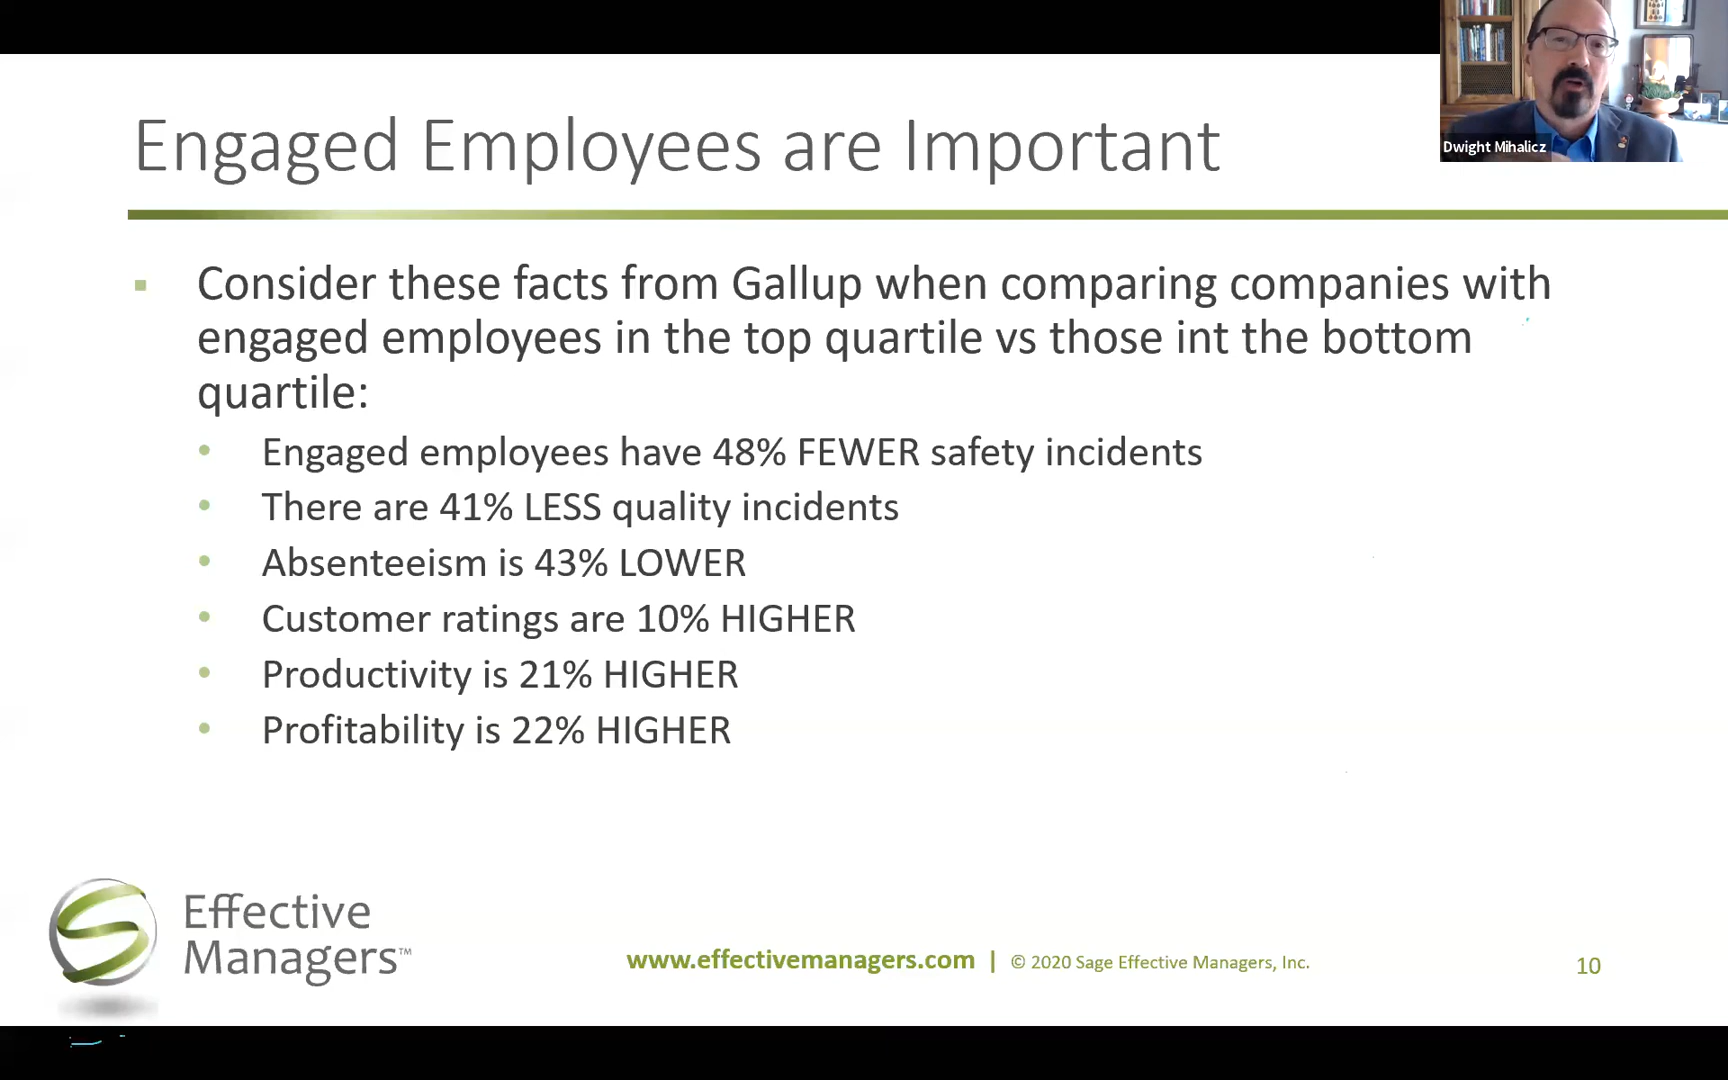 Dwight Mihalicz
Engaged Employees are Important
▪ Consider these facts from Gallup when comparing companies with
engaged employees in the top quartile vs those int the bottom
quartile:
• Engaged employees have 48% FEWER safety incidents
• There are 41% LESS quality incidents
• Absenteeism is 43% LOWER
• Customer ratings are 10% HIGHER
• Productivity is 21% HIGHER
• Profitability is 22% HIGHER
Effective
Managers™
www.effectivemanagers.com | © 2020 Sage Effective Managers, Inc.
10